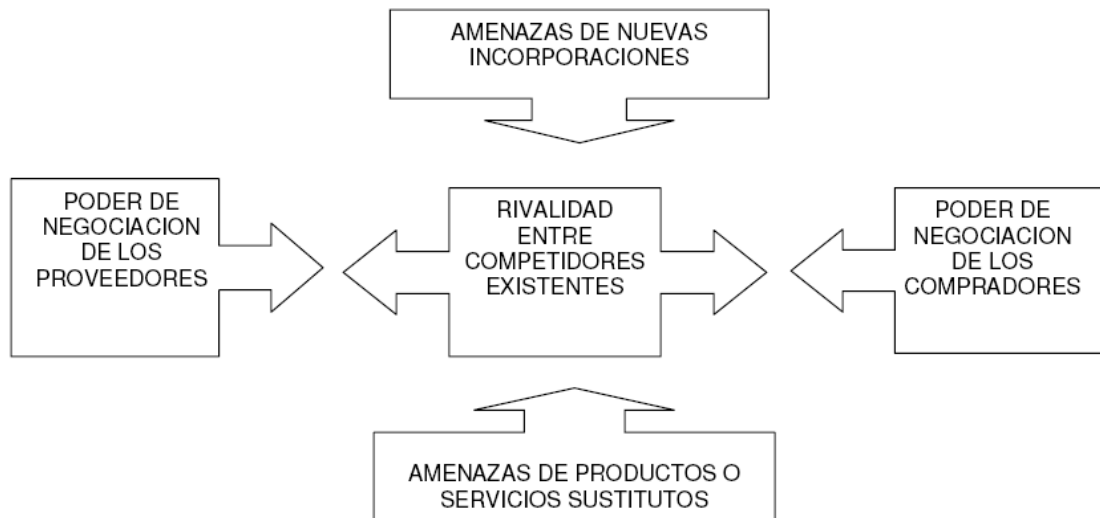 AMENAZAS DE NUEVAS
INCORPORACIONES
PODER DE
NEGOCIACION
DE LOS
PROVEEDORES
RIVALIDAD
ENTRE
COMPETIDORES
EXISTENTES
PODER DE
NEGOCIACION
DE LOS
COMPRADORES
AMENAZAS DE PRODUCTOS O
SERVICIOS SUSTITUTOS